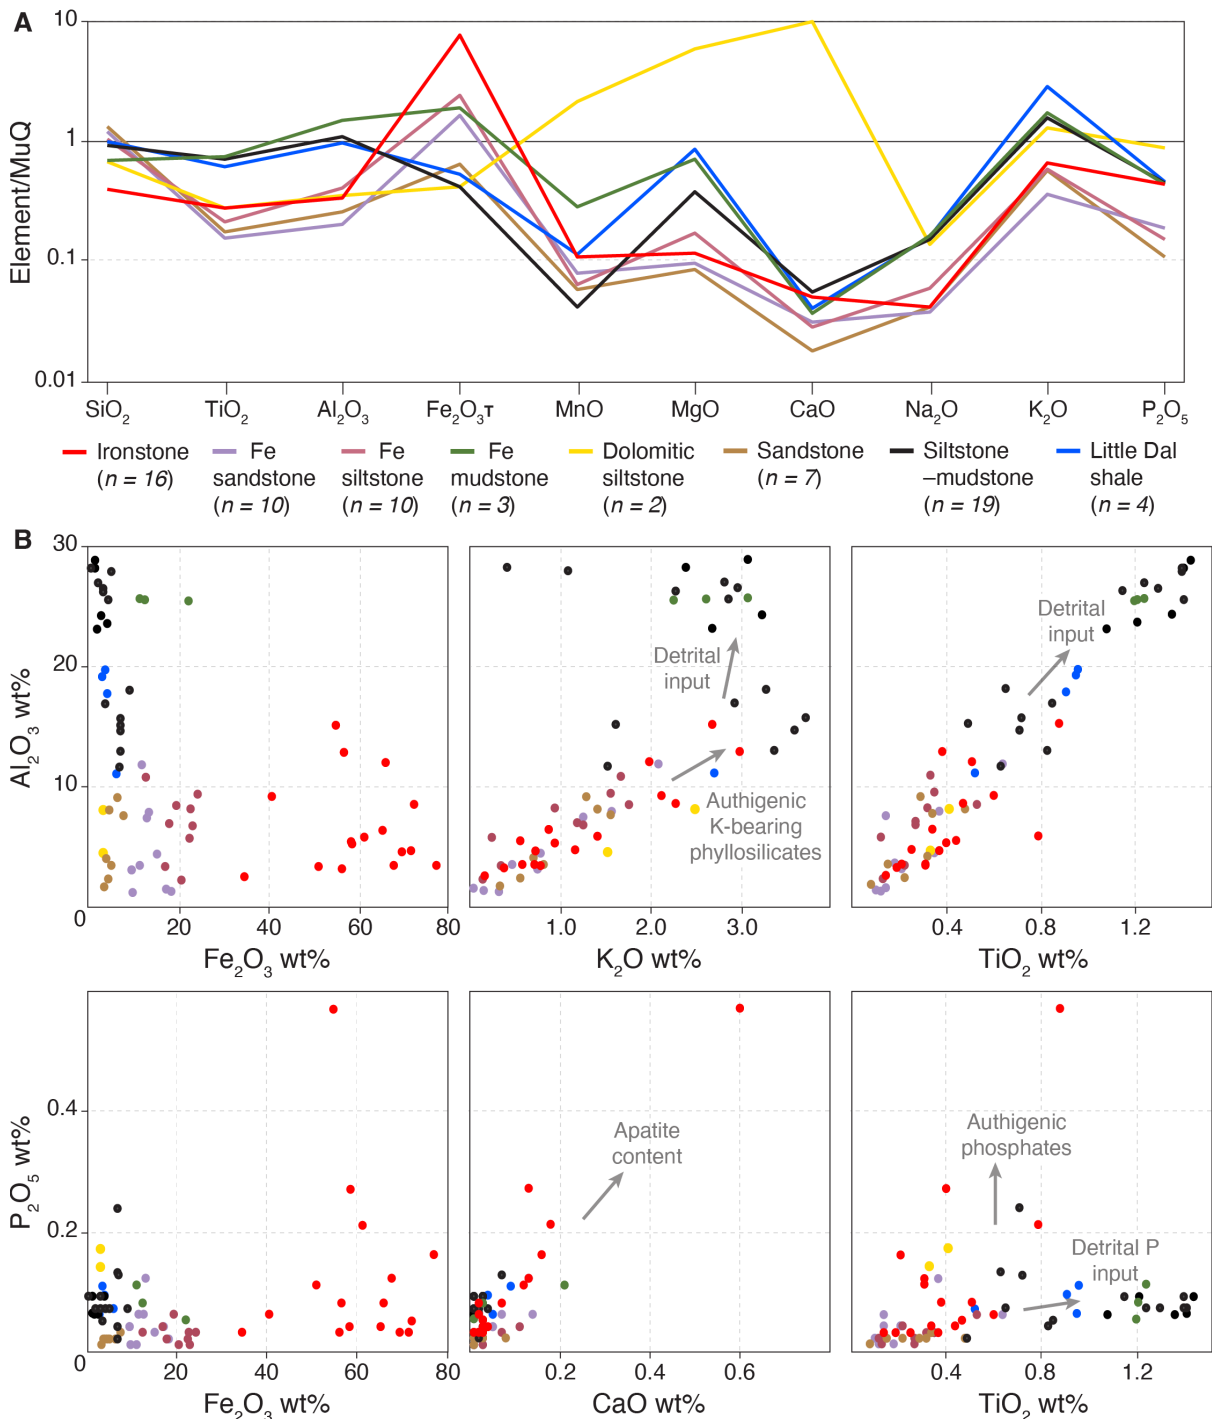 A
10
1
0.1
0.01
Element/MuQ
SiO₂ TiO₂ Al₂O₃ Fe₂O₃T MnO MgO CaO Na₂O K₂O P₂O₅
Ironstone
(n = 16)
Fe
sandstone
(n = 10)
Fe
siltstone
(n = 10)
Fe
mudstone
(n = 3)
Dolomitic
siltstone
(n = 2)
Sandstone
(n = 7)
Siltstone
–mudstone
(n = 19)
Little Dal
shale
(n = 4)
B
30
20
10
0
Al₂O₃ wt%
20 40 60 80
Fe₂O₃ wt%
Detrital
input
Authigenic
K-bearing
phyllosilicates
1.0 2.0 3.0
K₂O wt%
Detrital
input
0.4 0.8 1.2
TiO₂ wt%
0.4
0.2
0
P₂O₅ wt%
20 40 60 80
Fe₂O₃ wt%
Apatite
content
0.2 0.4 0.6
CaO wt%
Authigenic
phosphates
Detrital P
input
0.4 0.8 1.2
TiO₂ wt%